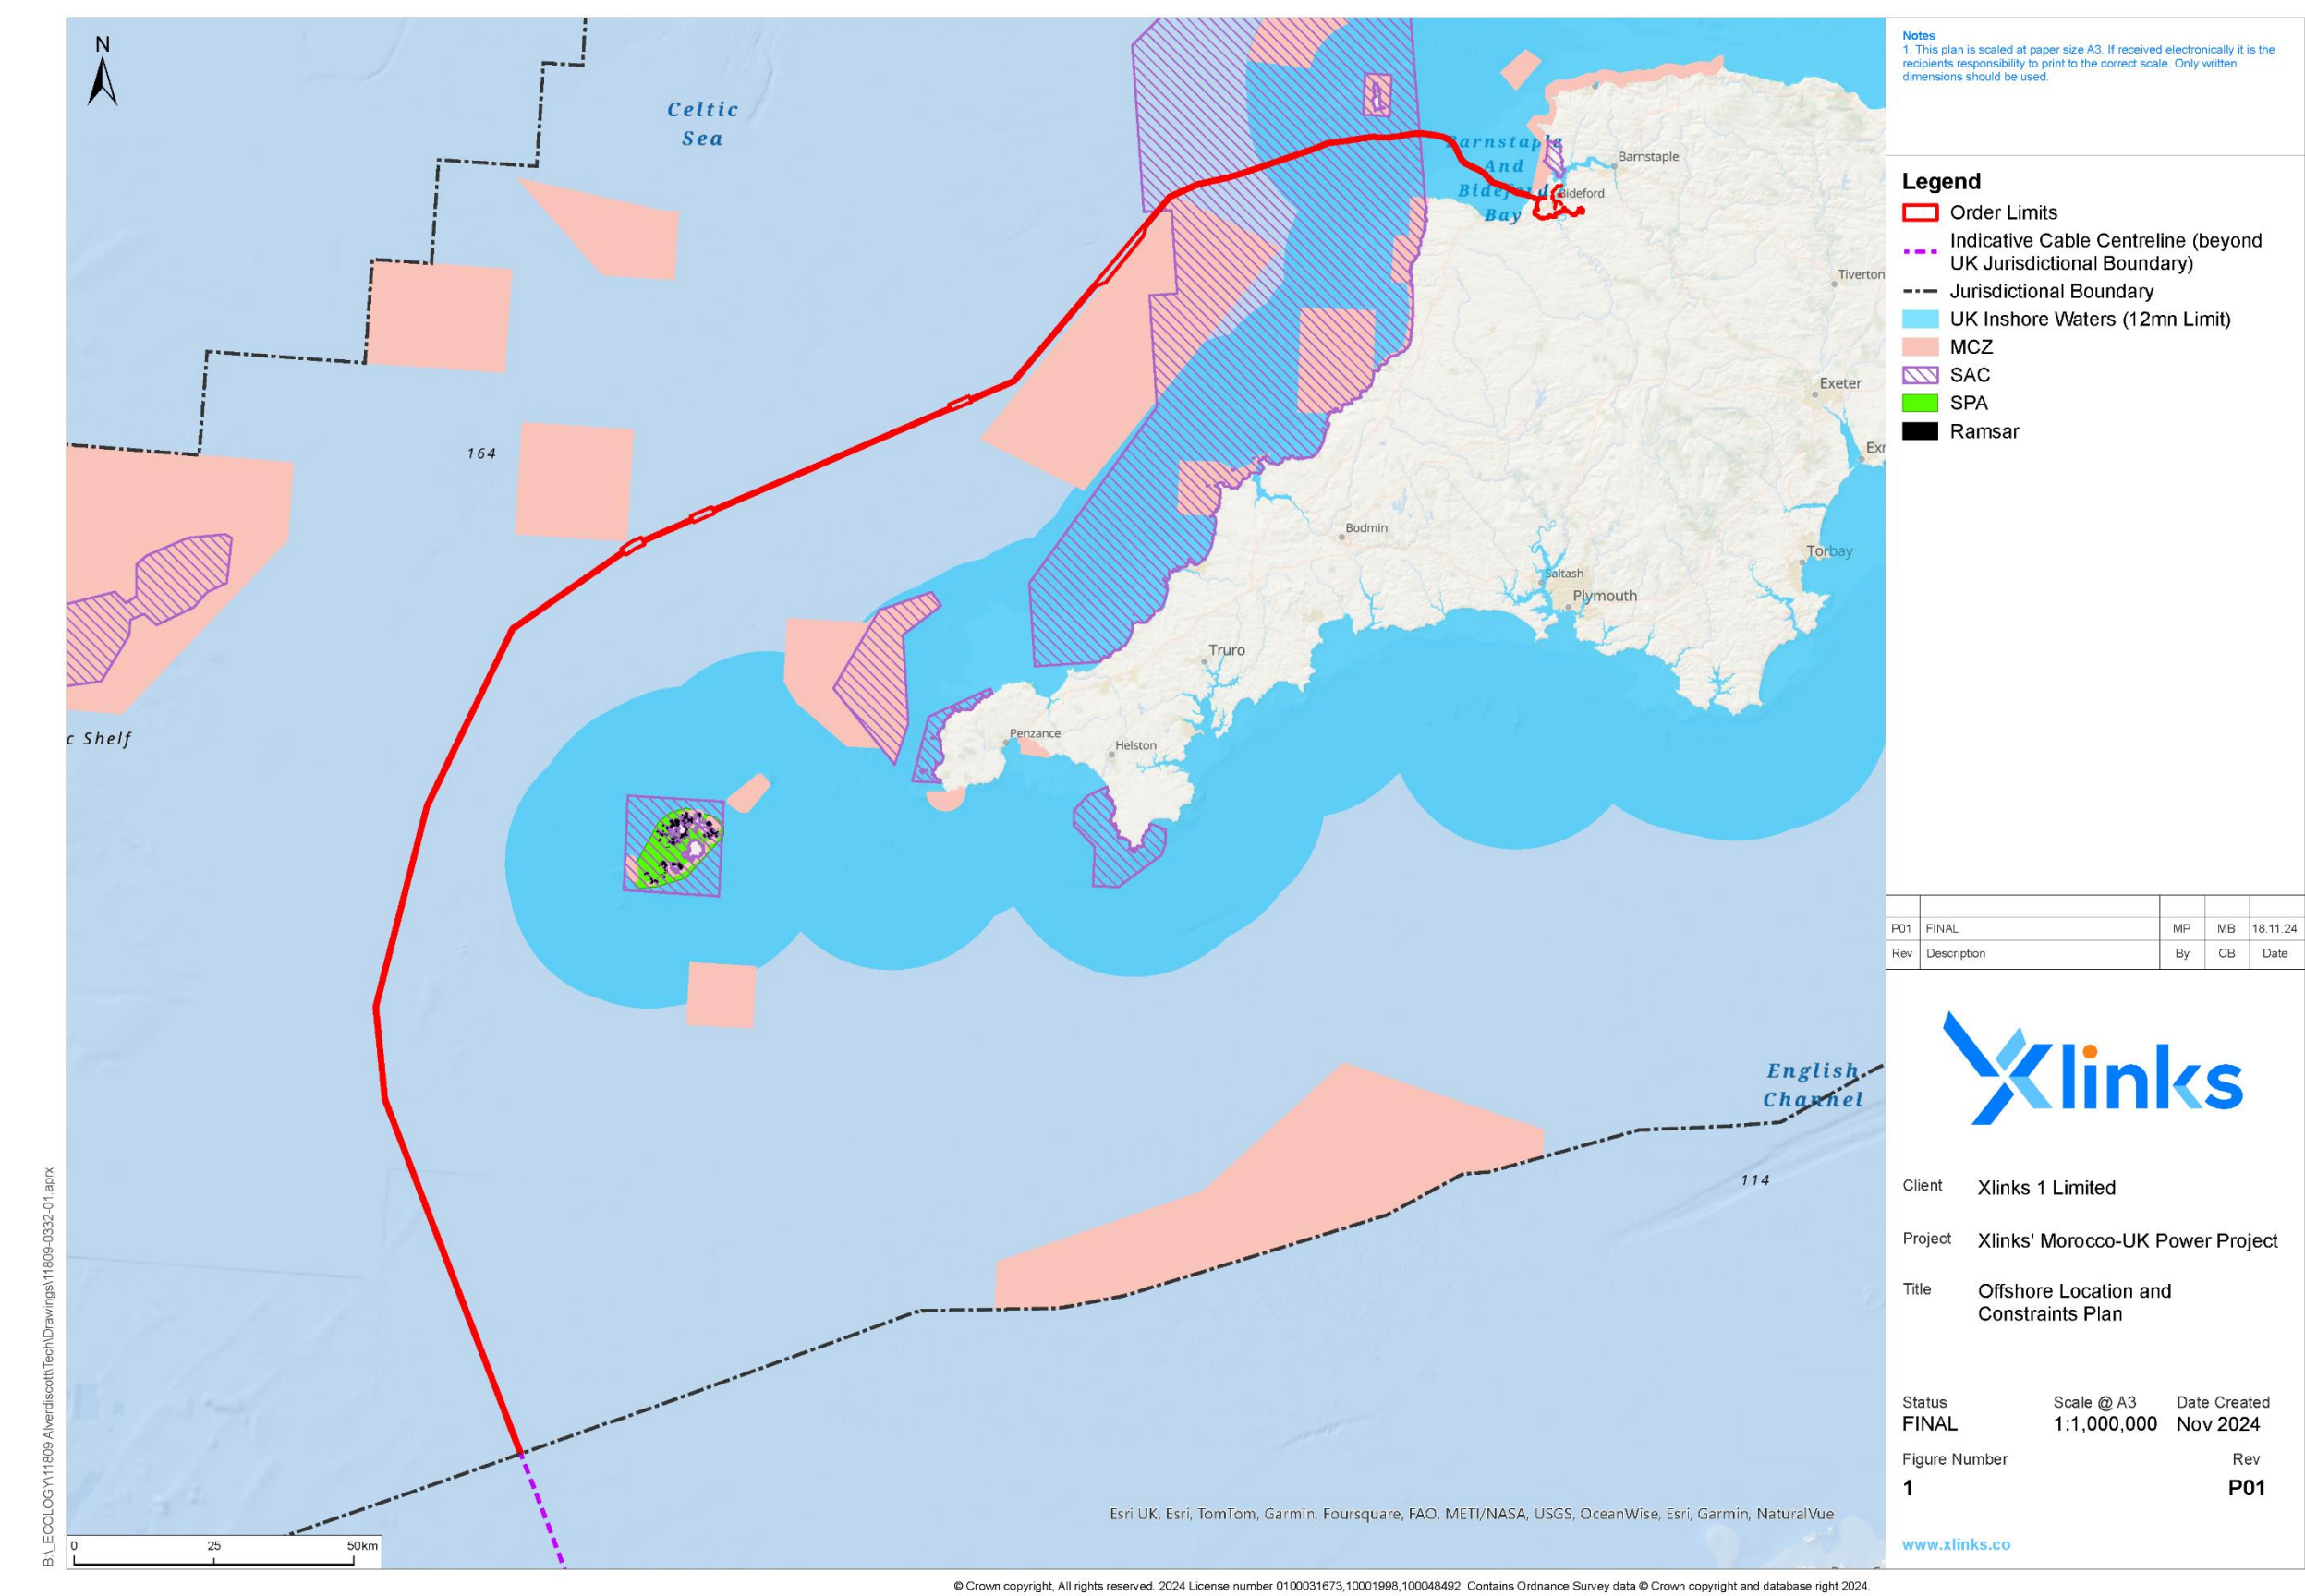 N
Celtic
Sea
Barnstaple
And
Bideford
Bay
Barnstaple
Bideford
Tiverton
Exeter
Ex
164
Bodmin
Torbay
Saltash
Plymouth
Truro
c Shelf
Penzance
Helston
English
Channel
114
Esri UK, Esri, TomTom, Garmin, Foursquare, FAO, METI/NASA, USGS, OceanWise, Esri, Garmin, NaturalVue
0 25 50km
B:\_ECOLOGY\11809 Alverdiscott\Tech\Drawings\11809-0332-01.aprx
Notes
1. This plan is scaled at paper size A3. If received electronically it is the
recipients responsibility to print to the correct scale. Only written
dimensions should be used.
Legend
Order Limits
Indicative Cable Centreline (beyond
UK Jurisdictional Boundary)
Jurisdictional Boundary
UK Inshore Waters (12mn Limit)
MCZ
SAC
SPA
Ramsar
P01 FINAL MP MB 18.11.24
Rev Description By CB Date
Xlinks
Client Xlinks 1 Limited
Project Xlinks' Morocco-UK Power Project
Title Offshore Location and
Constraints Plan
Status Scale @ A3 Date Created
FINAL 1:1,000,000 Nov 2024
Figure Number Rev
1 P01
www.xlinks.co
© Crown copyright, All rights reserved. 2024 License number 0100031673,10001998,100048492. Contains Ordnance Survey data © Crown copyright and database right 2024.